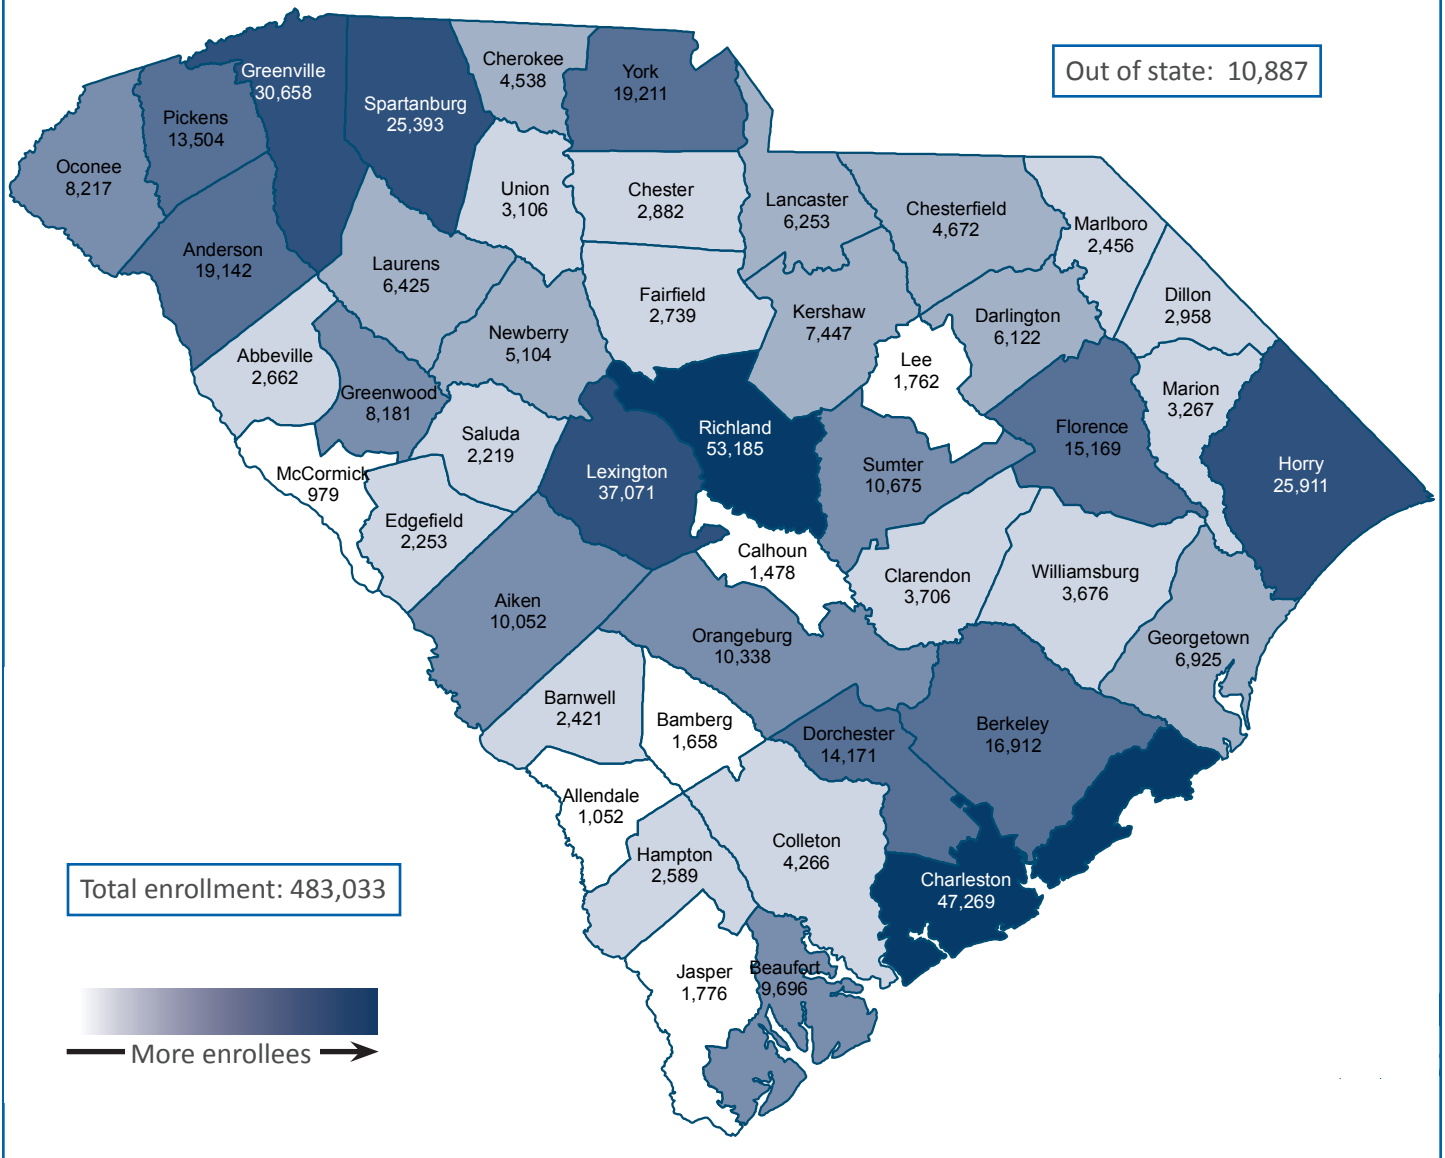 Out of state: 10,887
Greenville
30,658
Spartanburg
25,393
Cherokee
4,538
York
19,211
Pickens
13,504
Oconee
8,217
Anderson
19,142
Union
3,106
Chester
2,882
Lancaster
6,253
Chesterfield
4,672
Marlboro
2,456
Laurens
6,425
Fairfield
2,739
Kershaw
7,447
Darlington
6,122
Dillon
2,958
Abbeville
2,662
Newberry
5,104
Greenwood
8,181
Lee
1,762
Marion
3,267
Saluda
2,219
Richland
53,185
Florence
15,169
McCormick
979
Lexington
37,071
Sumter
10,675
Horry
25,911
Edgefield
2,253
Calhoun
1,478
Clarendon
3,706
Williamsburg
3,676
Aiken
10,052
Orangeburg
10,338
Georgetown
6,925
Barnwell
2,421
Bamberg
1,658
Dorchester
14,171
Berkeley
16,912
Allendale
1,052
Hampton
2,589
Colleton
4,266
Charleston
47,269
Total enrollment: 483,033
Jasper
1,776
Beaufort
9,696
More enrollees